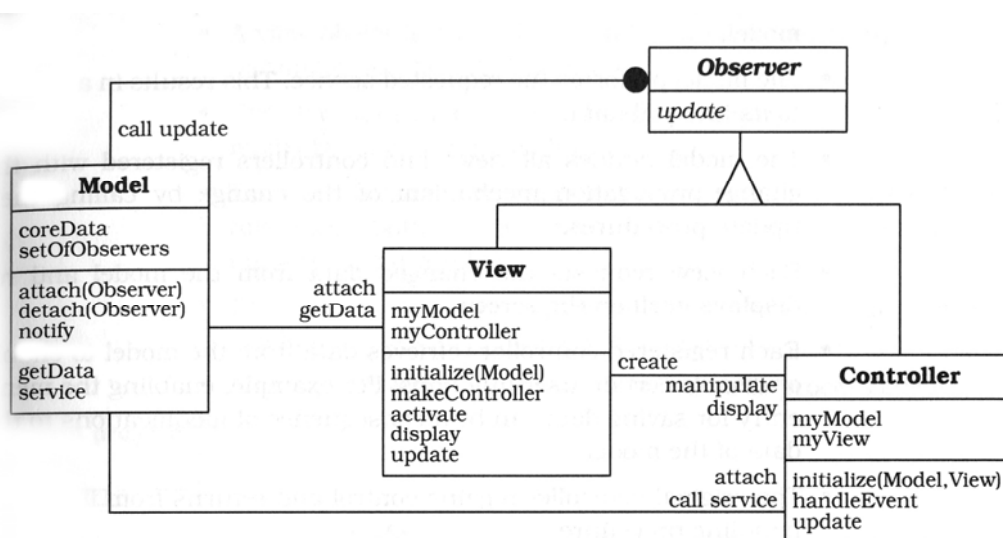 Observer
update
call update
Model
coreData
setOfObservers
attach(Observer)
detach(Observer)
notify
getData
service
attach
getData
View
myModel
myController
initialize(Model)
makeController
activate
display
update
create
manipulate
display
Controller
myModel
myView
initialize(Model,View)
handleEvent
update
attach
call service